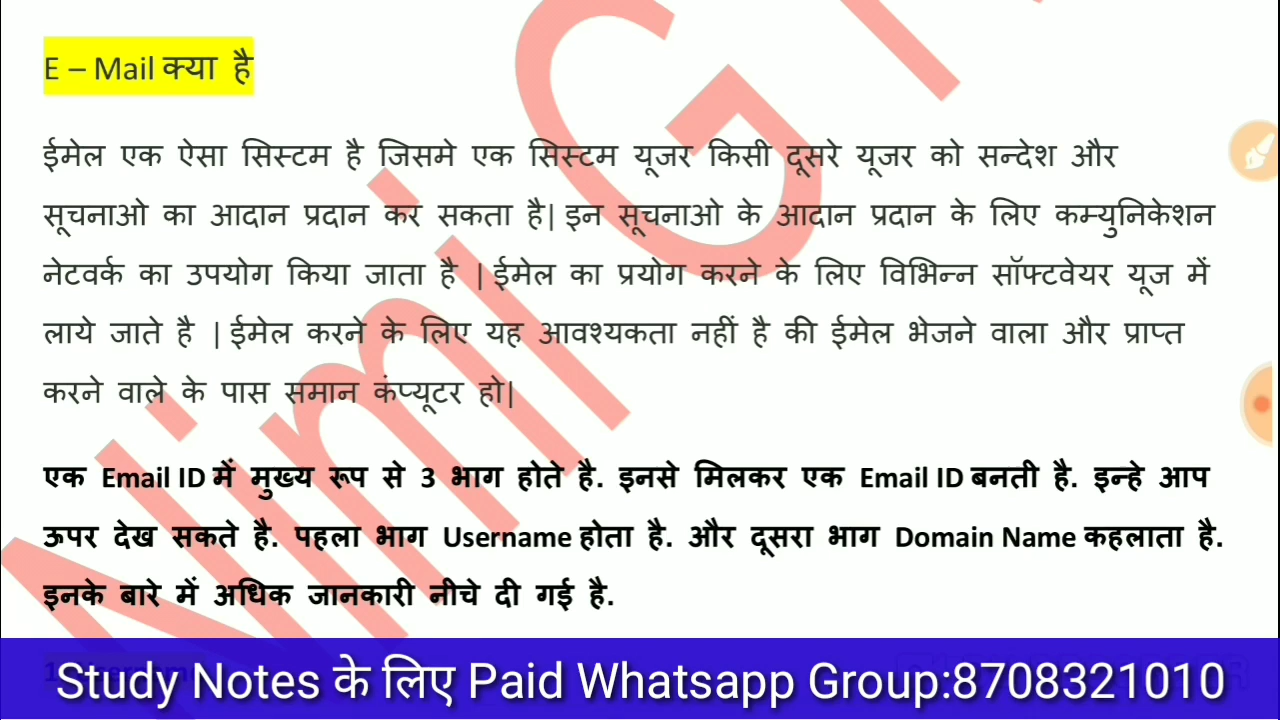 E – Mail क्या है
ईमेल एक ऐसा सिस्टम है जिसमे एक सिस्टम यूजर किसी दूसरे यूजर को सन्देश और
सूचनाओ का आदान प्रदान कर सकता है| इन सूचनाओ के आदान प्रदान के लिए कम्युनिकेशन
नेटवर्क का उपयोग किया जाता है | ईमेल का प्रयोग करने के लिए विभिन्न सॉफ्टवेयर यूज में
लाये जाते है | ईमेल करने के लिए यह आवश्यकता नहीं है की ईमेल भेजने वाला और प्राप्त
करने वाले के पास समान कंप्यूटर हो|
एक Email ID में मुख्य रूप से 3 भाग होते है. इनसे मिलकर एक Email ID बनती है. इन्हे आप
ऊपर देख सकते है. पहला भाग Username होता है. और दूसरा भाग Domain Name कहलाता है.
इनके बारे में अधिक जानकारी नीचे दी गई है.
Study Notes के लिए Paid Whatsapp Group:8708321010